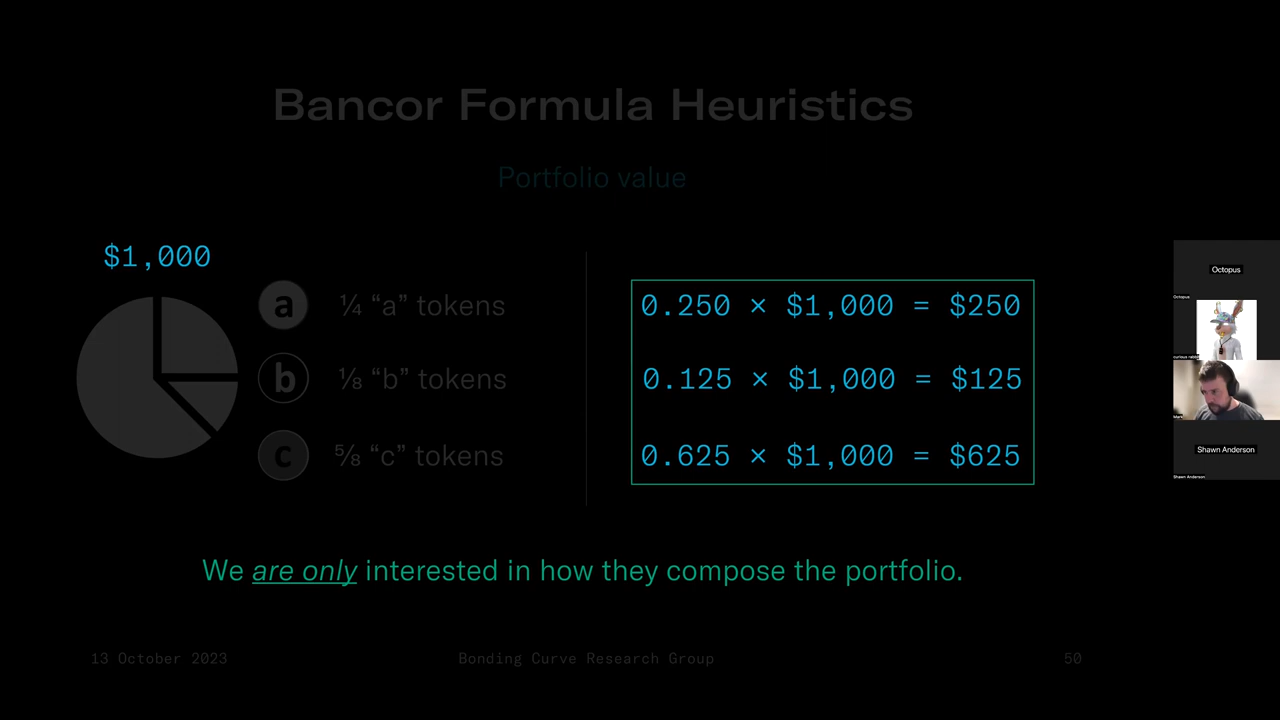 Bancor Formula Heuristics
Portfolio value
$1,000
a ¼ “a” tokens 0.250 × $1,000 = $250
b ⅛ “b” tokens 0.125 × $1,000 = $125
c ⅝ “c” tokens 0.625 × $1,000 = $625
We are only interested in how they compose the portfolio.
13 October 2023 Bonding Curve Research Group 50
Octopus
Octopus
curious rabbit
Shawn Anderson
Shawn Anderson